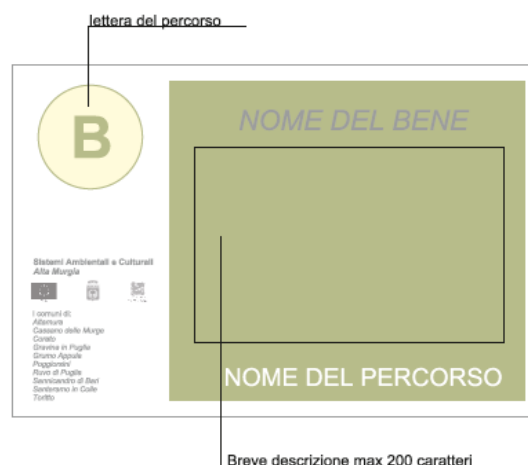 lettera del percorso
B
NOME DEL BENE
Sistemi Ambientali e Culturali
Alta Murgia
I comuni di:
Altamura
Cassano delle Murge
Corato
Gravina in Puglia
Grumo Appula
Poggiorsini
Ruvo di Puglia
Sannicandro di Bari
Santeramo in Colle
Toritto
NOME DEL PERCORSO
Breve descrizione max 200 caratteri